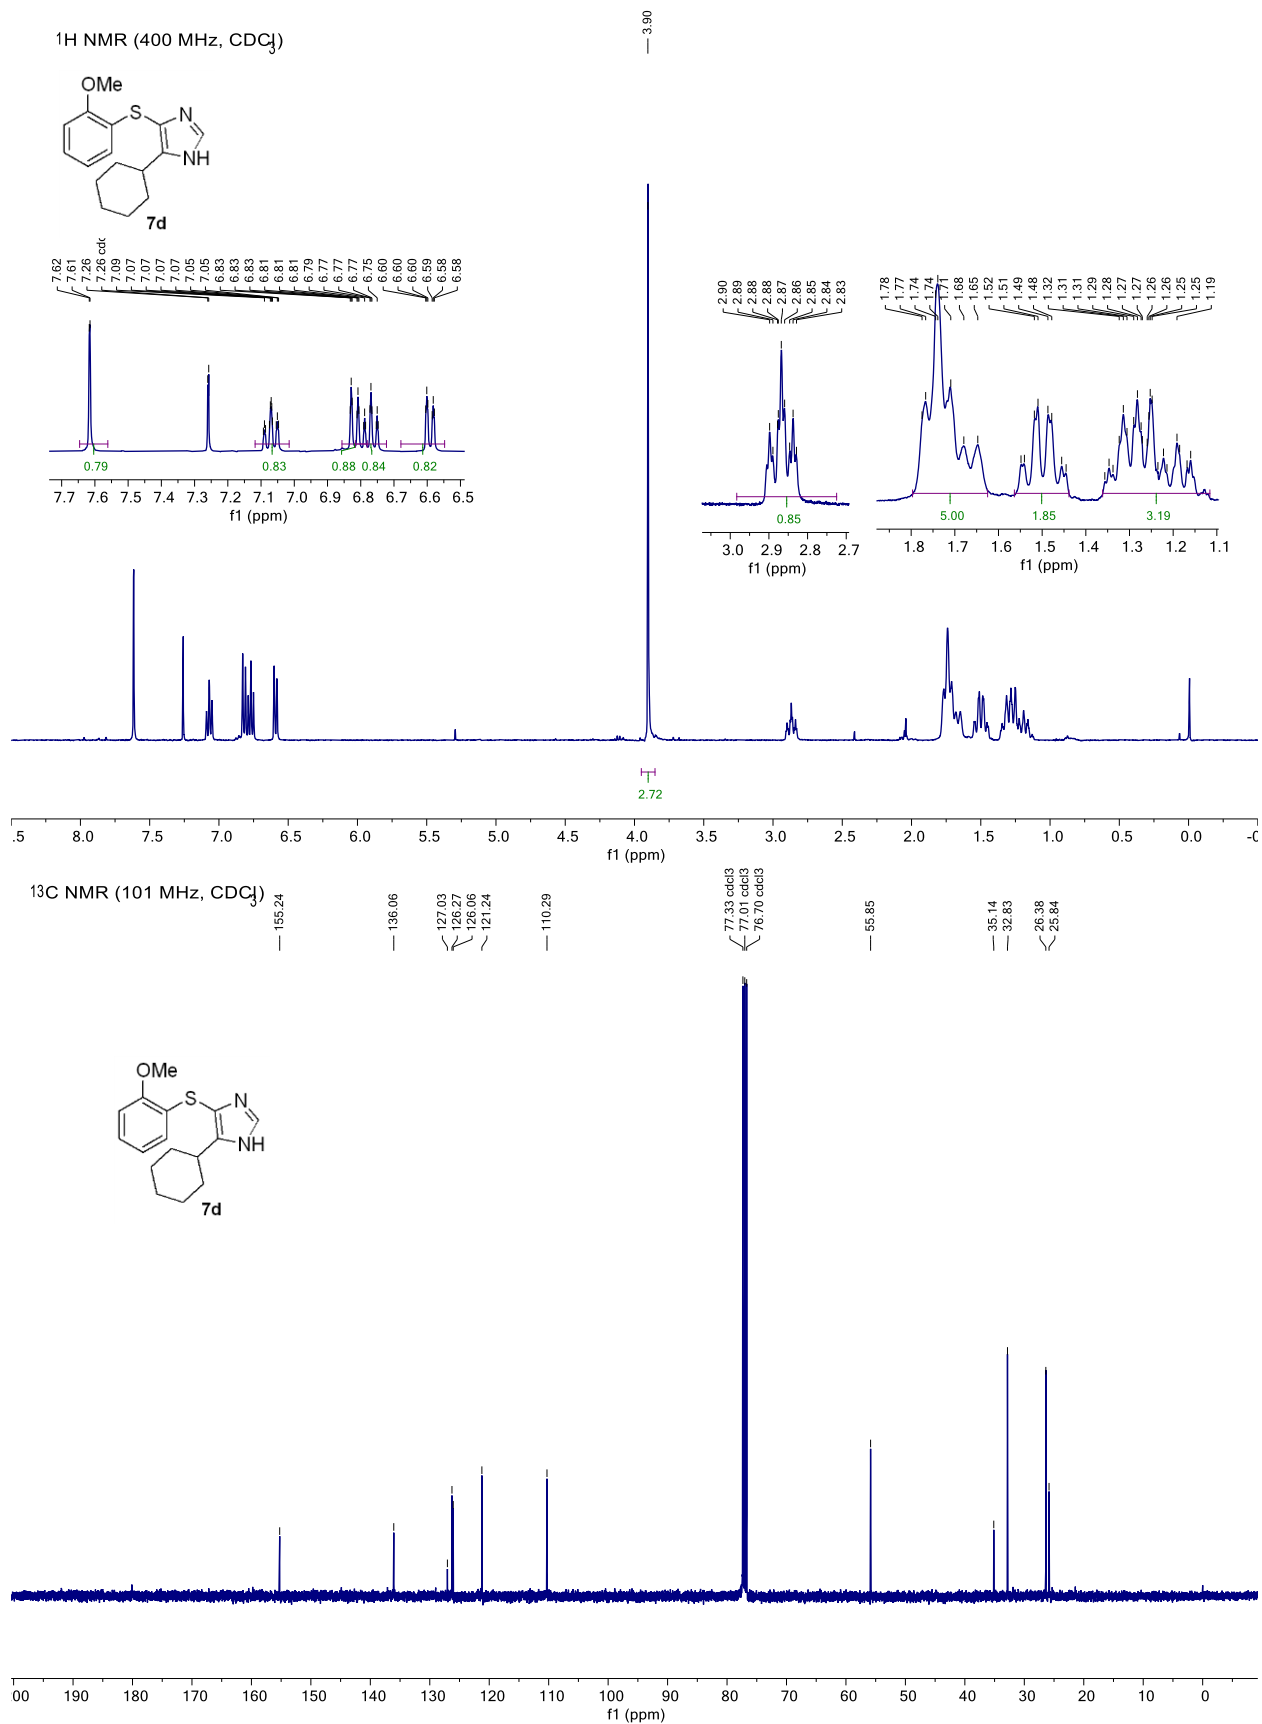 1H NMR (400 MHz, CDCl3)
3.90
OMe
S
N
NH
7d
7.62 7.61 7.26 7.26 cdc 7.09 7.07 7.07 7.07 7.07 7.05 7.05 6.83 6.83 6.83 6.81 6.81 6.81 6.79 6.77 6.77 6.77 6.75 6.60 6.60 6.60 6.59 6.58 6.58
2.90 2.89 2.88 2.88 2.87 2.86 2.85 2.84 2.83
1.78 1.77 1.74 1.74 1.68 1.65 1.52 1.51 1.49 1.48 1.32 1.31 1.31 1.29 1.28 1.27 1.27 1.26 1.26 1.25 1.25 1.19
0.79 0.83 0.88 0.84 0.82
7.7 7.6 7.5 7.4 7.3 7.2 7.1 7.0 6.9 6.8 6.7 6.6 6.5
f1 (ppm)
0.85
3.0 2.9 2.8 2.7
f1 (ppm)
5.00 1.85 3.19
1.8 1.7 1.6 1.5 1.4 1.3 1.2 1.1
f1 (ppm)
2.72
.5 8.0 7.5 7.0 6.5 6.0 5.5 5.0 4.5 4.0 3.5 3.0 2.5 2.0 1.5 1.0 0.5 0.0 -0
f1 (ppm)
13C NMR (101 MHz, CDCl3)
155.24 136.06 127.03 126.27 126.06 121.24 110.29 77.33 cdcl3 77.01 cdcl3 76.70 cdcl3 55.85 35.14 32.83 26.38 25.84
OMe
S
N
NH
7d
00 190 180 170 160 150 140 130 120 110 100 90 80 70 60 50 40 30 20 10 0
f1 (ppm)